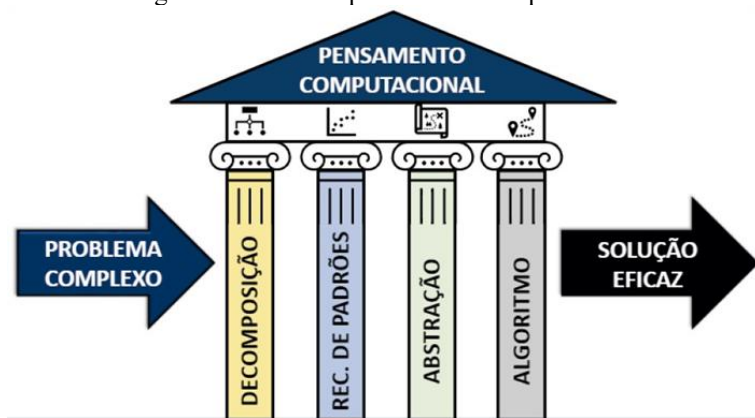 PENSAMENTO
COMPUTACIONAL
PROBLEMA
COMPLEXO
DECOMPOSIÇÃO
REC. DE PADRÕES
ABSTRAÇÃO
ALGORITMO
SOLUÇÃO
EFICAZ